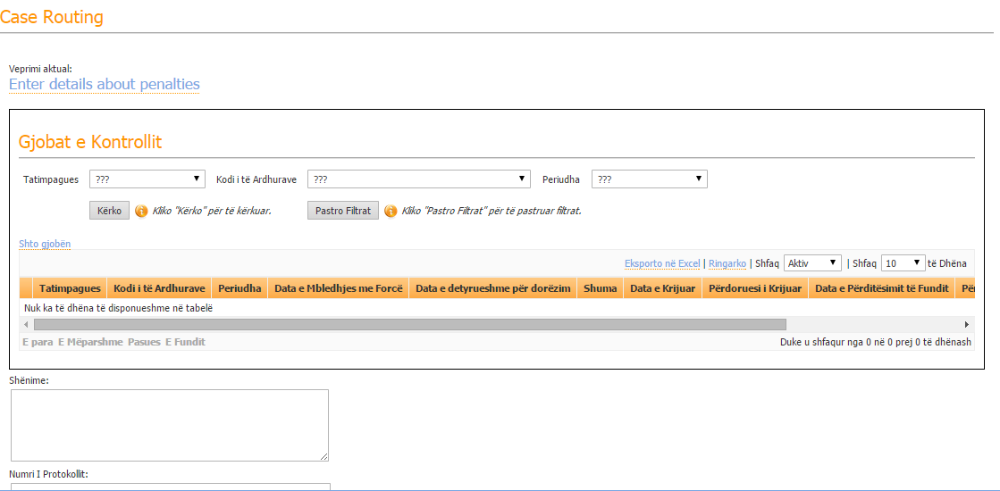 Case Routing
Veprimi aktual:
Enter details about penalties
Gjobat e Kontrollit
Tatimpagues ??? Kodi i të Ardhurave ??? Periudha ???
Kërko Kliko "Kërko" për të kërkuar. Pastro Filtrat Kliko "Pastro Filtrat" për të pastruar filtrat.
Shto gjobën
Eksporto në Excel | Ringarko | Shfaq Aktiv | Shfaq 10 të Dhëna
Tatimpagues Kodi i të Ardhurave Periudha Data e Mbledhjes me Forcë Data e detyrueshme për dorëzim Shuma Data e Krijuar Përdoruesi i Krijuar Data e Përditësimit të Fundit
Nuk ka të dhëna të disponueshme në tabelë
E para E Mëparshme Pasues E Fundit Duke u shfaqur nga 0 në 0 prej 0 të dhënash
Shënime:
Numri I Protokollit: